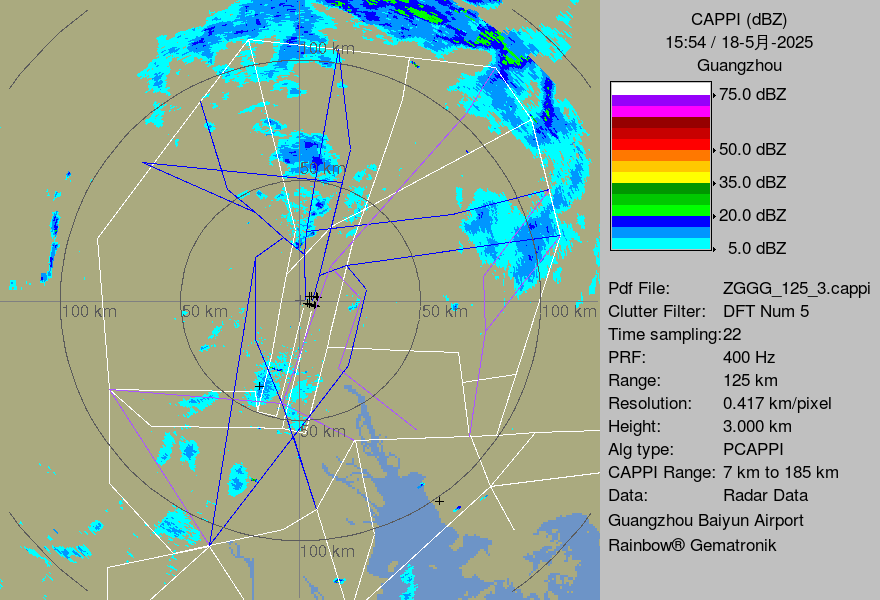 CAPPI (dBZ)
15:54 / 18-5月-2025
Guangzhou
75.0 dBZ
50.0 dBZ
35.0 dBZ
20.0 dBZ
5.0 dBZ
Pdf File: ZGGG_125_3.cappi
Clutter Filter: DFT Num 5
Time sampling:22
PRF: 400 Hz
Range: 125 km
Resolution: 0.417 km/pixel
Height: 3.000 km
Alg type: PCAPPI
CAPPI Range: 7 km to 185 km
Data: Radar Data
Guangzhou Baiyun Airport
Rainbow® Gematronik
100 km
50 km
100 km
50 km
50 km
100 km
50 km
100 km